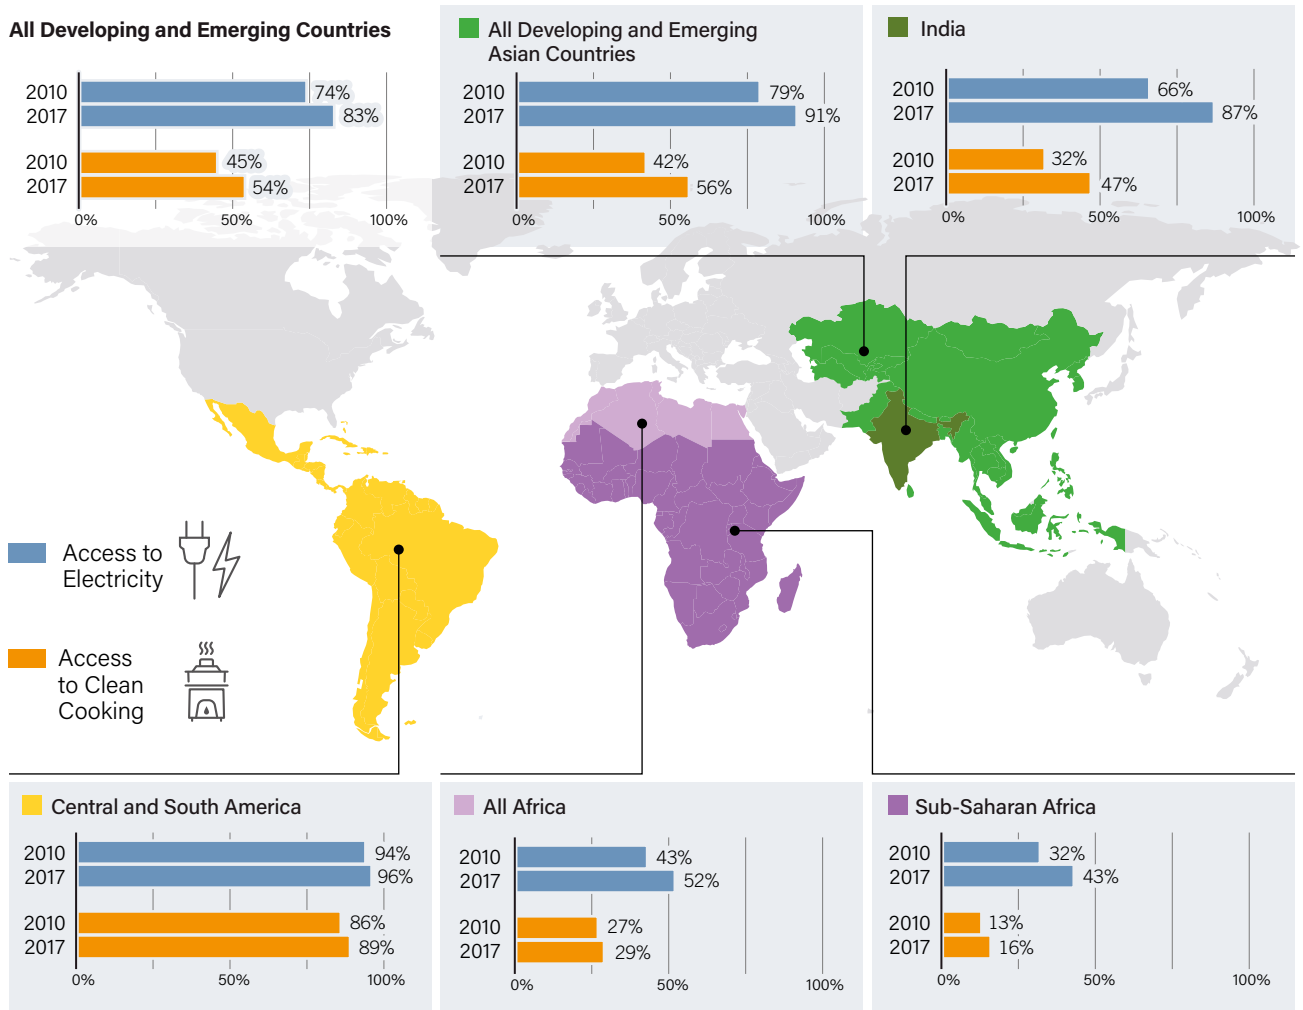 All Developing and Emerging Countries
2010 74%
2017 83%
2010 45%
2017 54%
0% 50% 100%
All Developing and Emerging
Asian Countries
2010 79%
2017 91%
2010 42%
2017 56%
0% 50% 100%
India
2010 66%
2017 87%
2010 32%
2017 47%
0% 50% 100%
Access to
Electricity
Access
to Clean
Cooking
Central and South America
2010 94%
2017 96%
2010 86%
2017 89%
0% 50% 100%
All Africa
2010 43%
2017 52%
2010 27%
2017 29%
0% 50% 100%
Sub-Saharan Africa
2010 32%
2017 43%
2010 13%
2017 16%
0% 50% 100%